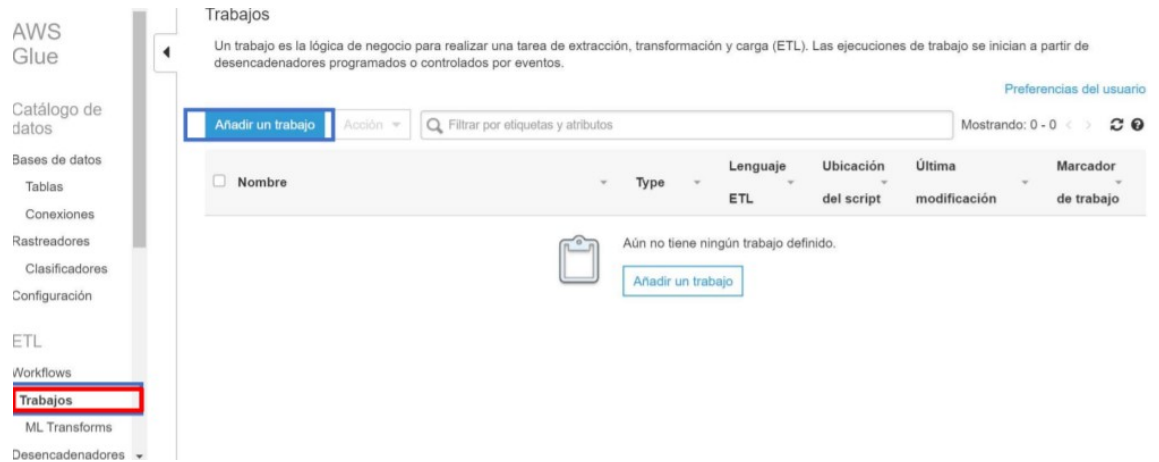 AWS
Glue
Catálogo de
datos
Bases de datos
Tablas
Conexiones
Rastreadores
Clasificadores
Configuración
ETL
Workflows
Trabajos
ML Transforms
Desencadenadores
Trabajos
Un trabajo es la lógica de negocio para realizar una tarea de extracción, transformación y carga (ETL). Las ejecuciones de trabajo se inician a partir de
desencadenadores programados o controlados por eventos.
Preferencias del usuario
Añadir un trabajo Acción Filtrar por etiquetas y atributos Mostrando: 0 - 0 < >
Nombre Type Lenguaje ETL Ubicación del script Última modificación Marcador de trabajo
Aún no tiene ningún trabajo definido.
Añadir un trabajo